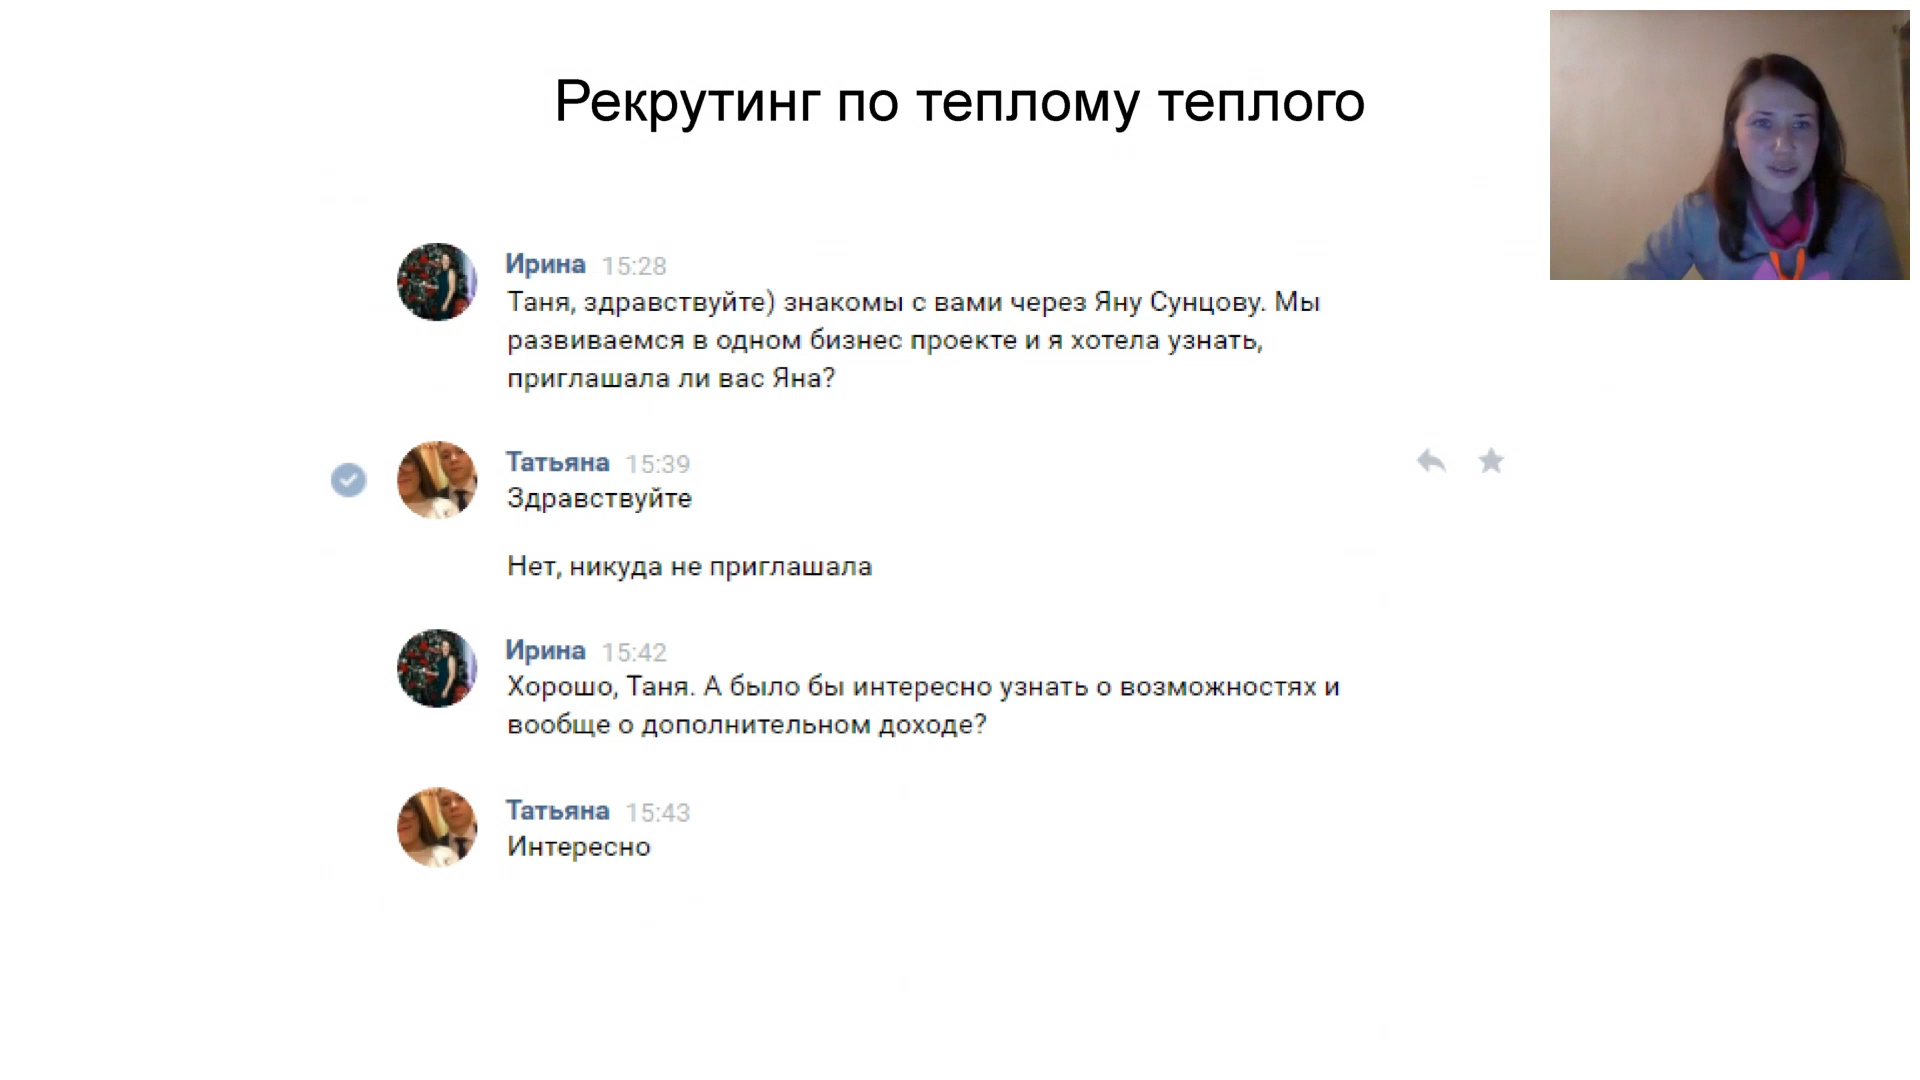 Рекрутинг по теплому теплого
Ирина 15:28
Таня, здравствуйте) знакомы с вами через Яну Сунцову. Мы
развиваемся в одном бизнес проекте и я хотела узнать,
приглашала ли вас Яна?
Татьяна 15:39
Здравствуйте
Нет, никуда не приглашала
Ирина 15:42
Хорошо, Таня. А было бы интересно узнать о возможностях и
вообще о дополнительном доходе?
Татьяна 15:43
Интересно